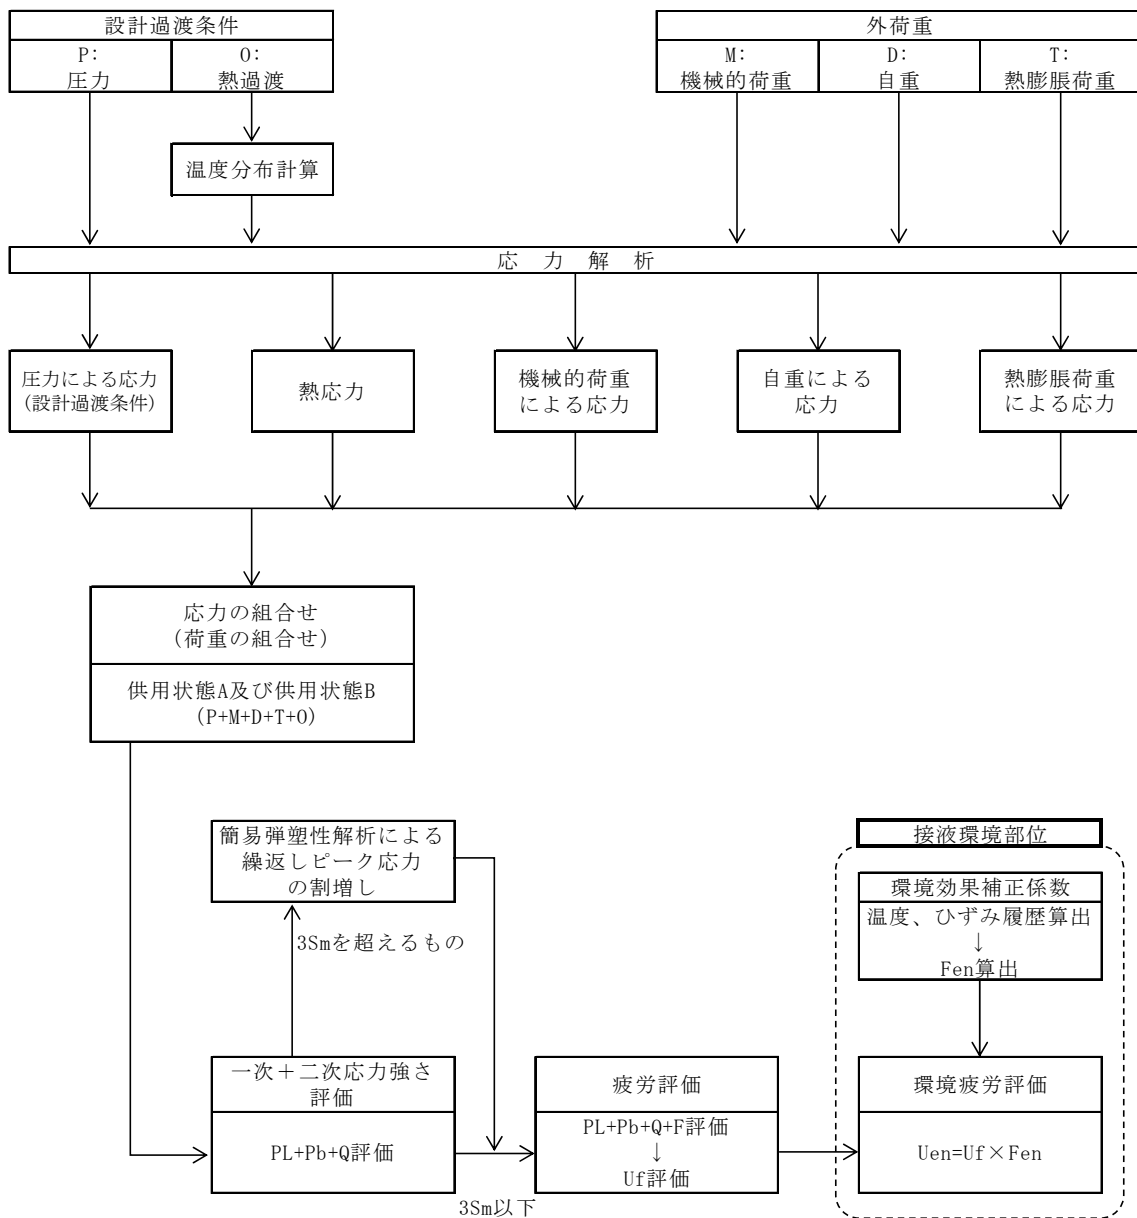 設計過渡条件
P:
圧力
O:
熱過渡
外荷重
M:
機械的荷重
D:
自重
T:
熱膨脹荷重
温度分布計算
応 力 解 析
圧力による応力
(設計過渡条件)
熱応力
機械的荷重
による応力
自重による
応力
熱膨脹荷重
による応力
応力の組合せ
(荷重の組合せ)
供用状態A及び供用状態B
(P+M+D+T+O)
簡易弾塑性解析による
繰返しピーク応力
の割増し
3Smを超えるもの
一次+二次応力強さ
評価
PL+Pb+Q評価
3Sm以下
疲労評価
PL+Pb+Q+F評価
↓
Uf評価
接液環境部位
環境効果補正係数
温度、ひずみ履歴算出
↓
Fen算出
環境疲労評価
Uen=Uf×Fen